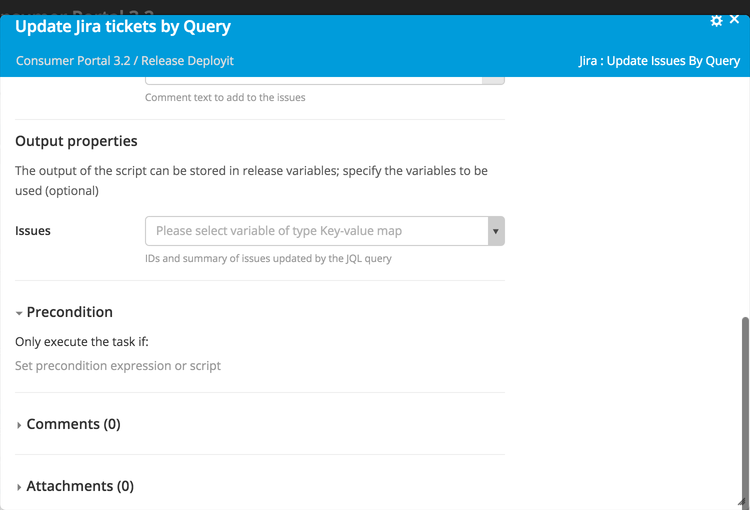 Update Jira tickets by Query
Consumer Portal 3.2 / Release Deployit
Jira : Update Issues By Query
Comment text to add to the issues
Output properties
The output of the script can be stored in release variables; specify the variables to be
used (optional)
Issues
Please select variable of type Key-value map
IDs and summary of issues updated by the JQL query
Precondition
Only execute the task if:
Set precondition expression or script
Comments (0)
Attachments (0)